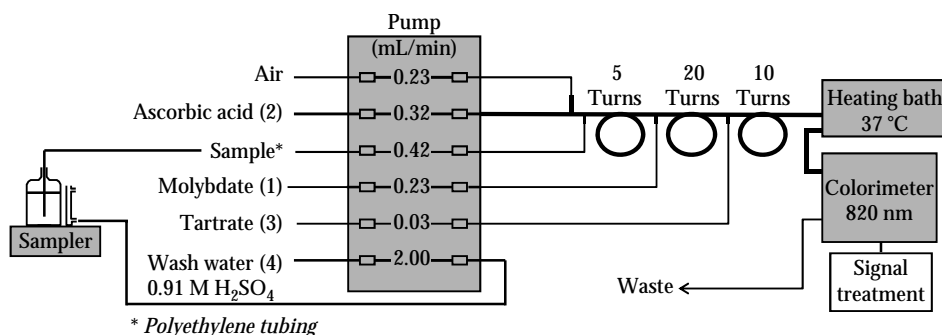 Pump
(mL/min)
Air
0.23
5
Turns
20
Turns
10
Turns
Heating bath
37 °C
Ascorbic acid (2)
0.32
Sample*
0.42
Molybdate (1)
0.23
Colorimeter
820 nm
Tartrate (3)
0.03
Sampler
Wash water (4)
0.91 M H₂SO₄
2.00
Waste
Signal
treatment
* Polyethylene tubing